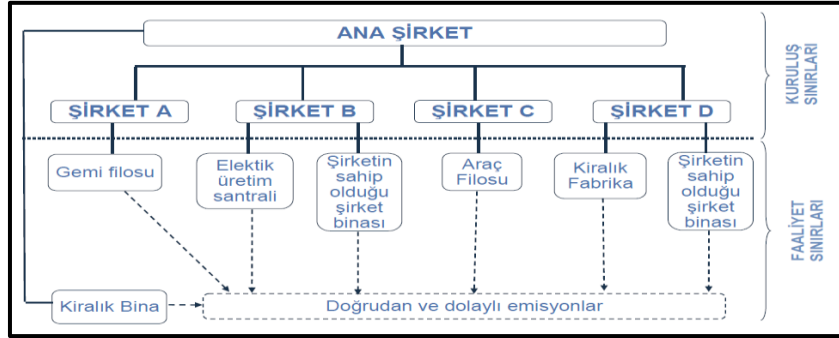 ANA ŞİRKET
KURULUŞ
SINIRLARI
ŞİRKET A
ŞİRKET B
ŞİRKET C
ŞİRKET D
Gemi filosu
Elektik
üretim
santrali
Şirketin
sahip
olduğu
şirket
binası
Araç
Filosu
Kiralık
Fabrika
Şirketin
sahip
olduğu
şirket
binası
FAALİYET
SINIRLARI
Kiralık Bina
Doğrudan ve dolaylı emisyonlar